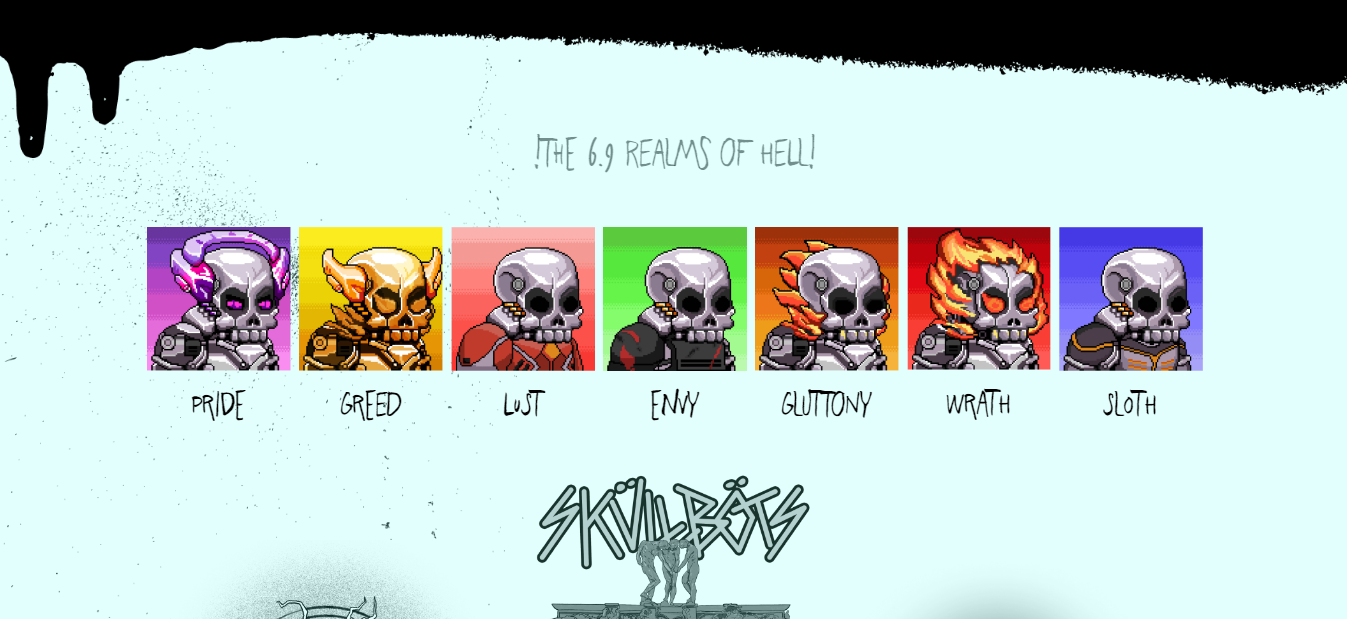 !THE 6.9 REALMS OF HELL!
PRIDE GREED LUST ENVY GLUTTONY WRATH SLOTH
SKÜLLBÖTS